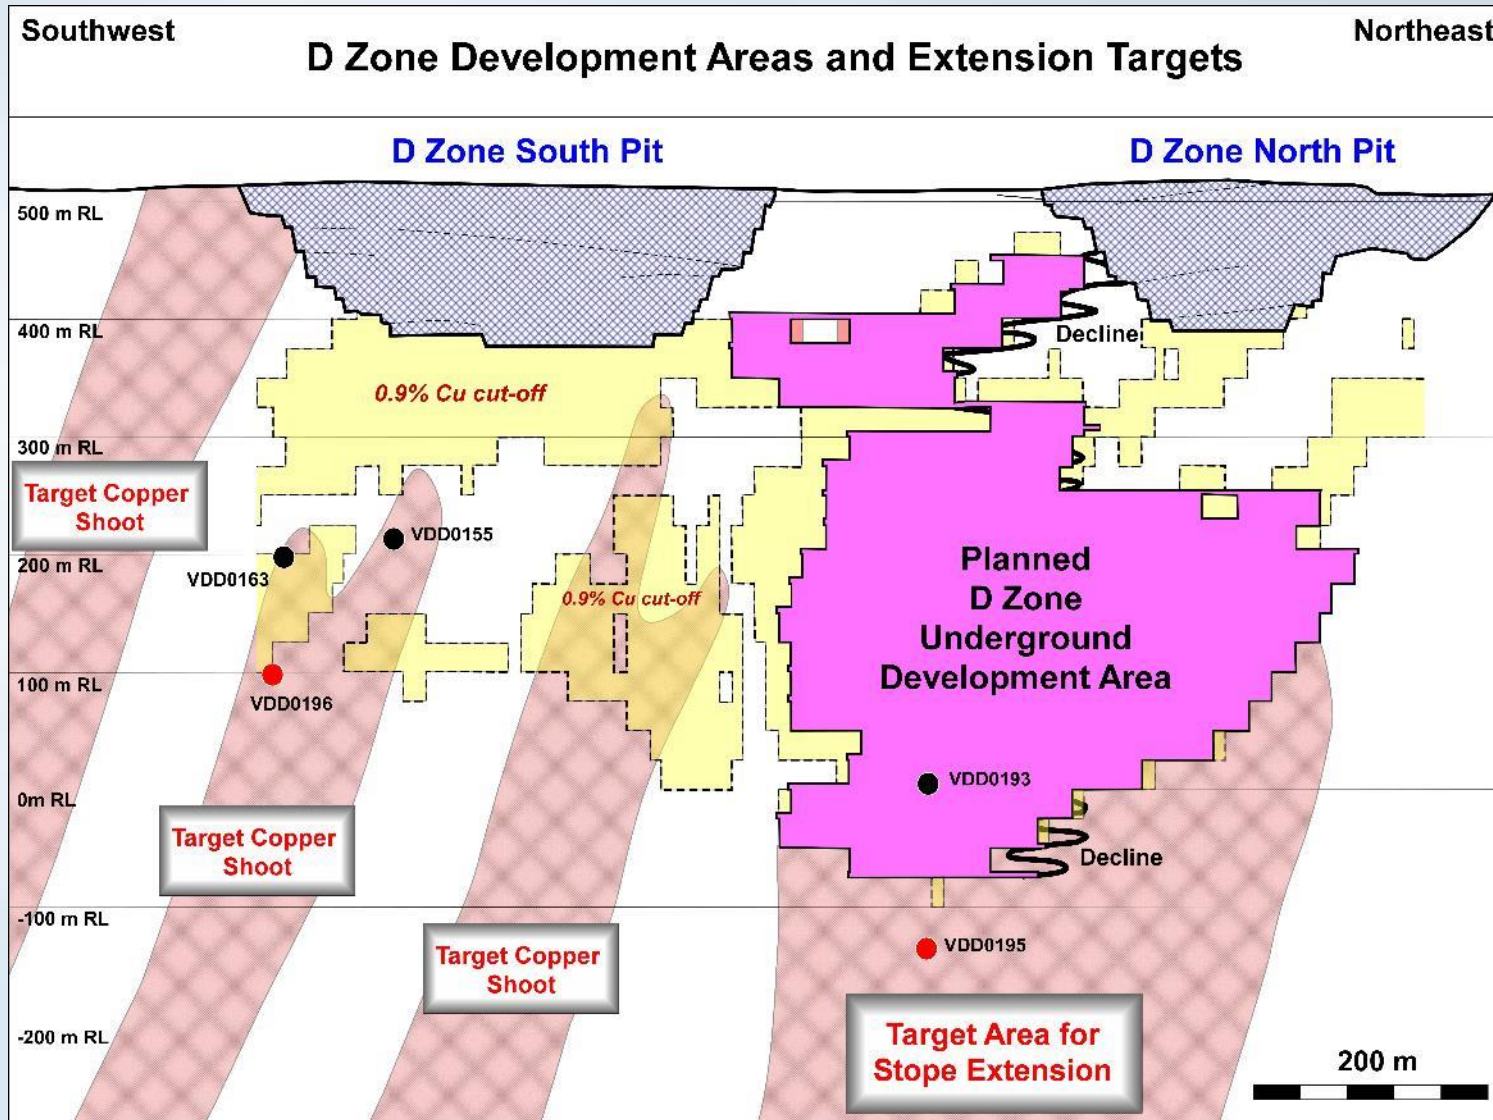 Southwest
Northeast
D Zone Development Areas and Extension Targets
D Zone South Pit
D Zone North Pit
500 m RL
400 m RL
Decline
0.9% Cu cut-off
300 m RL
Target Copper
Shoot
VDD0155
200 m RL
VDD0163
Planned
D Zone
Underground
Development Area
0.9% Cu cut-off
100 m RL
VDD0196
VDD0193
0m RL
Target Copper
Shoot
Decline
-100 m RL
Target Copper
Shoot
VDD0195
-200 m RL
Target Area for
Stope Extension
200 m